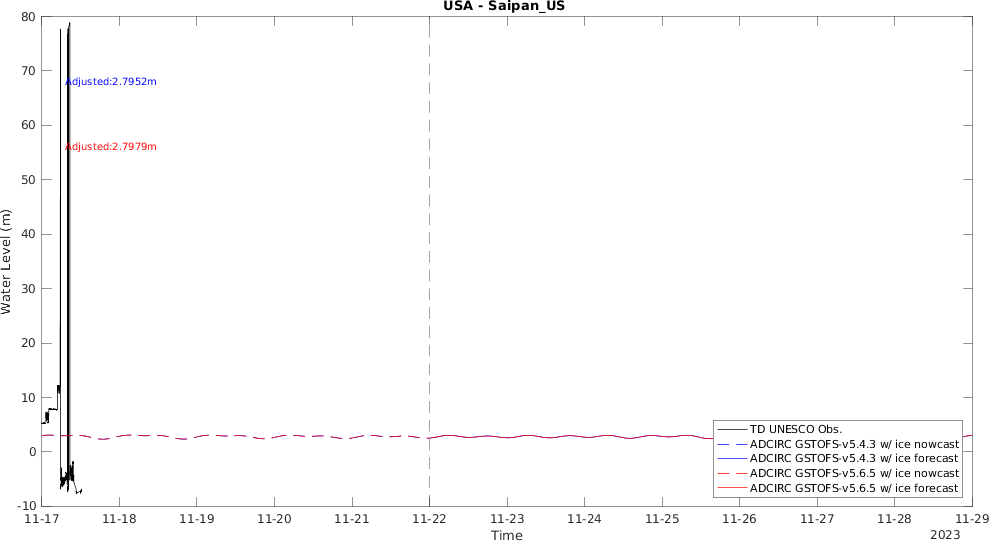 USA - Saipan_US
80
70
60
50
40
30
20
10
0
-10
Water Level (m)
Adjusted:2.7952m
Adjusted:2.7979m
TD UNESCO Obs.
ADCIRC GSTOFS-v5.4.3 w/ ice nowcast
ADCIRC GSTOFS-v5.4.3 w/ ice forecast
ADCIRC GSTOFS-v5.6.5 w/ ice nowcast
ADCIRC GSTOFS-v5.6.5 w/ ice forecast
11-17 11-18 11-19 11-20 11-21 11-22 11-23 11-24 11-25 11-26 11-27 11-28 11-29
Time
2023